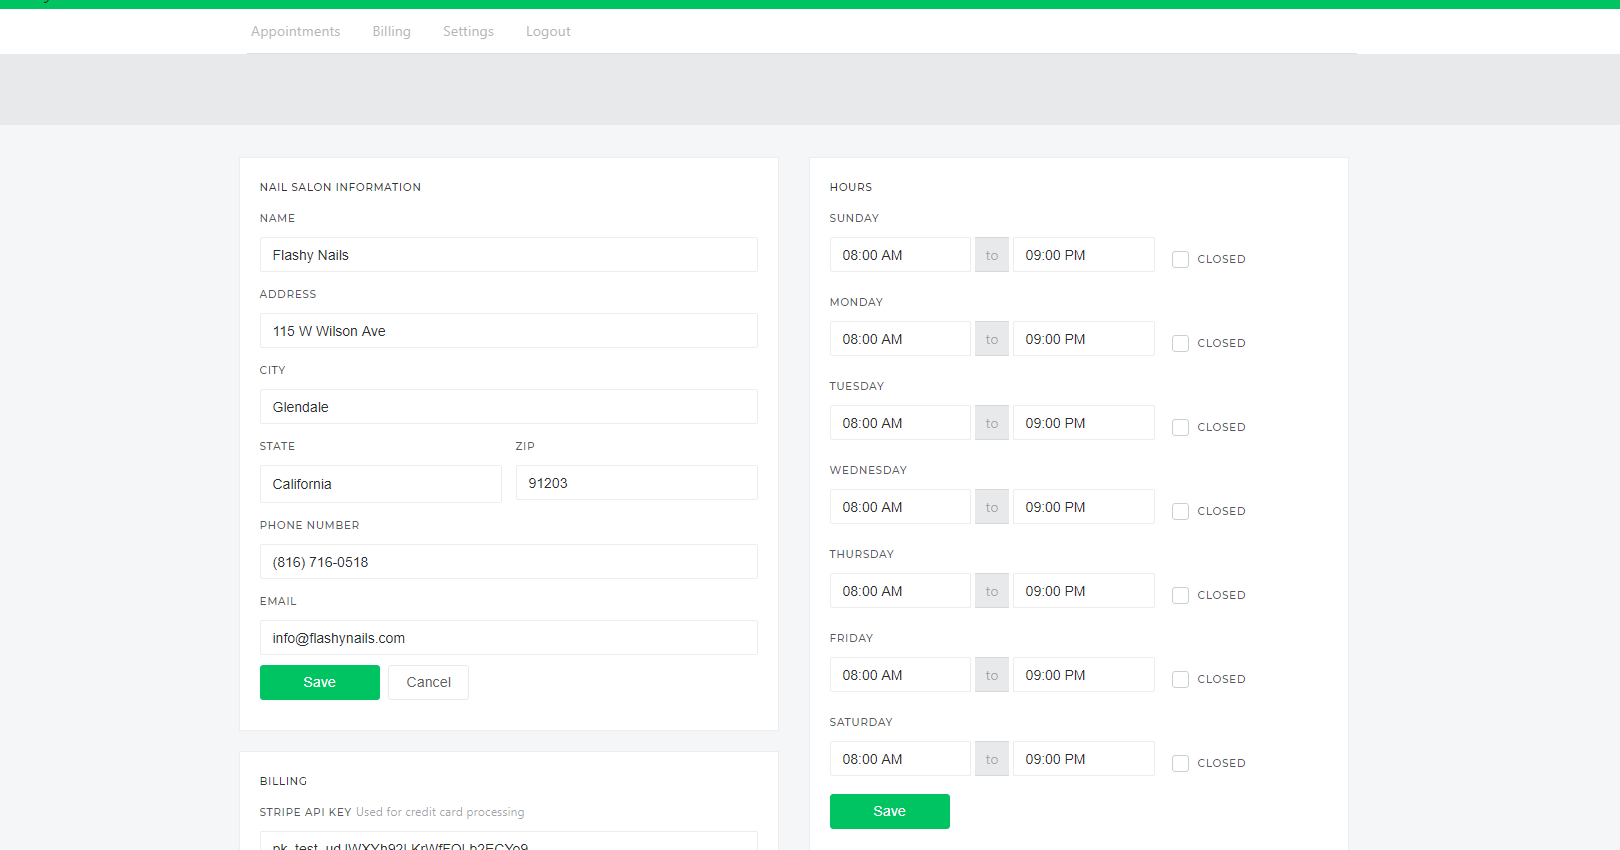 Appointments Billing Settings Logout
NAIL SALON INFORMATION
NAME
Flashy Nails
ADDRESS
115 W Wilson Ave
CITY
Glendale
STATE ZIP
California 91203
PHONE NUMBER
(816) 716-0518
EMAIL
info@flashynails.com
Save Cancel
BILLING
STRIPE API KEY Used for credit card processing
HOURS
SUNDAY
08:00 AM to 09:00 PM CLOSED
MONDAY
08:00 AM to 09:00 PM CLOSED
TUESDAY
08:00 AM to 09:00 PM CLOSED
WEDNESDAY
08:00 AM to 09:00 PM CLOSED
THURSDAY
08:00 AM to 09:00 PM CLOSED
FRIDAY
08:00 AM to 09:00 PM CLOSED
SATURDAY
08:00 AM to 09:00 PM CLOSED
Save